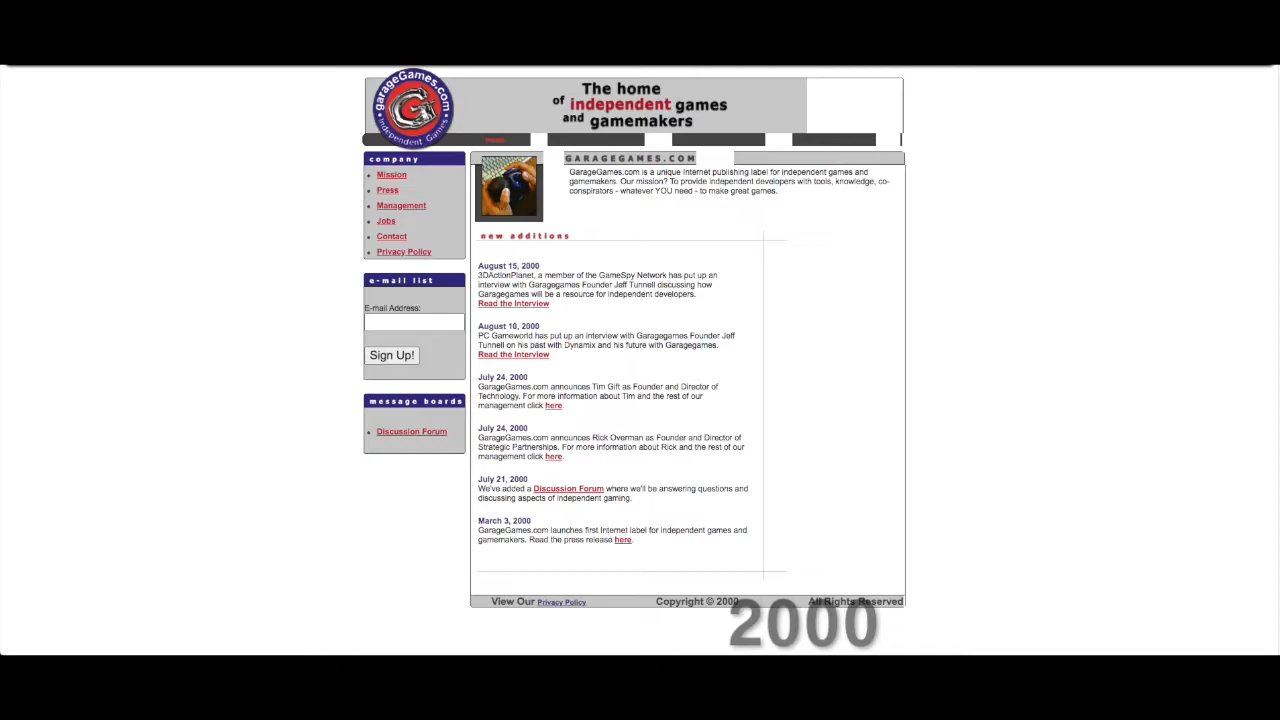 garageGames.com
Independent Games
The home
of independent games
and gamemakers
company
Mission
Press
Management
Jobs
Contact
Privacy Policy
e-mail list
E-mail Address:
Sign Up!
message boards
Discussion Forum
GARAGEGAMES.COM
GarageGames.com is a unique Internet publishing label for independent games and
gamemakers. Our mission? To provide independent developers with tools, knowledge, co-
conspirators - whatever YOU need - to make great games.
new additions
August 15, 2000
3DActionPlanet, a member of the GameSpy Network has put up an
interview with Garagegames Founder Jeff Tunnell discussing how
Garagegames will be a resource for independent developers.
Read the Interview
August 10, 2000
PC Gameworld has put up an interview with Garagegames Founder Jeff
Tunnell on his past with Dynamix and his future with Garagegames.
Read the Interview
July 24, 2000
GarageGames.com announces Tim Gift as Founder and Director of
Technology. For more information about Tim and the rest of our
management click here.
July 24, 2000
GarageGames.com announces Rick Overman as Founder and Director of
Strategic Partnerships. For more information about Rick and the rest of our
management click here.
July 21, 2000
We've added a Discussion Forum where we'll be answering questions and
discussing aspects of independent gaming.
March 3, 2000
GarageGames.com launches first Internet label for independent games and
gamemakers. Read the press release here.
View Our Privacy Policy Copyright © 2000 All Rights Reserved
2000